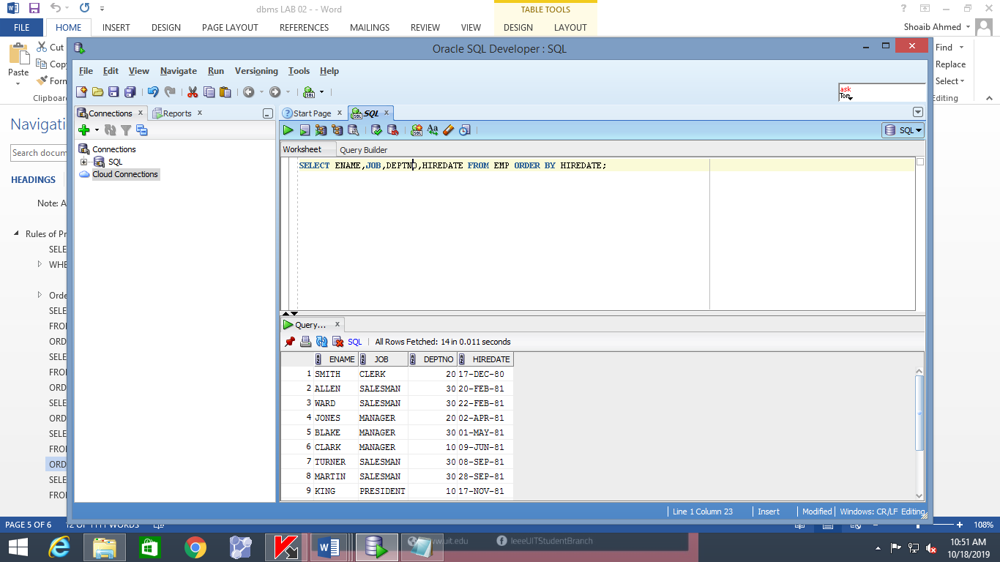 dbms LAB 02 - - Word
TABLE TOOLS
FILE HOME INSERT DESIGN PAGE LAYOUT REFERENCES MAILINGS REVIEW VIEW DESIGN LAYOUT Shoaib Ahmed
Cut
Copy
Form
Paste
Clipboard
Find
Replace
Select
Editing
Oracle SQL Developer : SQL
File Edit View Navigate Run Versioning Tools Help
ask
Tom
Connections x Reports x
Start Page x SQL x
SQL
Connections
SQL
Cloud Connections
Worksheet Query Builder
SELECT ENAME,JOB,DEPTNO,HIREDATE FROM EMP ORDER BY HIREDATE;
Navigati
Search docum
HEADINGS
Note: A
Rules of Pr
SELE
WHE
Orde
SELE
FRO
ORD
SELE
FRO
ORD
SELE
ORD
SELE
FRO
ORD
SELE
FRO
Query... x
SQL | All Rows Fetched: 14 in 0.011 seconds
ENAME JOB DEPTNO HIREDATE
1 SMITH CLERK 20 17-DEC-80
2 ALLEN SALESMAN 30 20-FEB-81
3 WARD SALESMAN 30 22-FEB-81
4 JONES MANAGER 20 02-APR-81
5 BLAKE MANAGER 30 01-MAY-81
6 CLARK MANAGER 10 09-JUN-81
7 TURNER SALESMAN 30 08-SEP-81
8 MARTIN SALESMAN 30 28-SEP-81
9 KING PRESIDENT 10 17-NOV-81
Line 1 Column 23 | Insert | Modified | Windows: CR/LF Editing
PAGE 5 OF 6 12 OF 1111 WORDS 108%
uit.edu IeeeUITStudentBranch
10:51 AM
10/18/2019